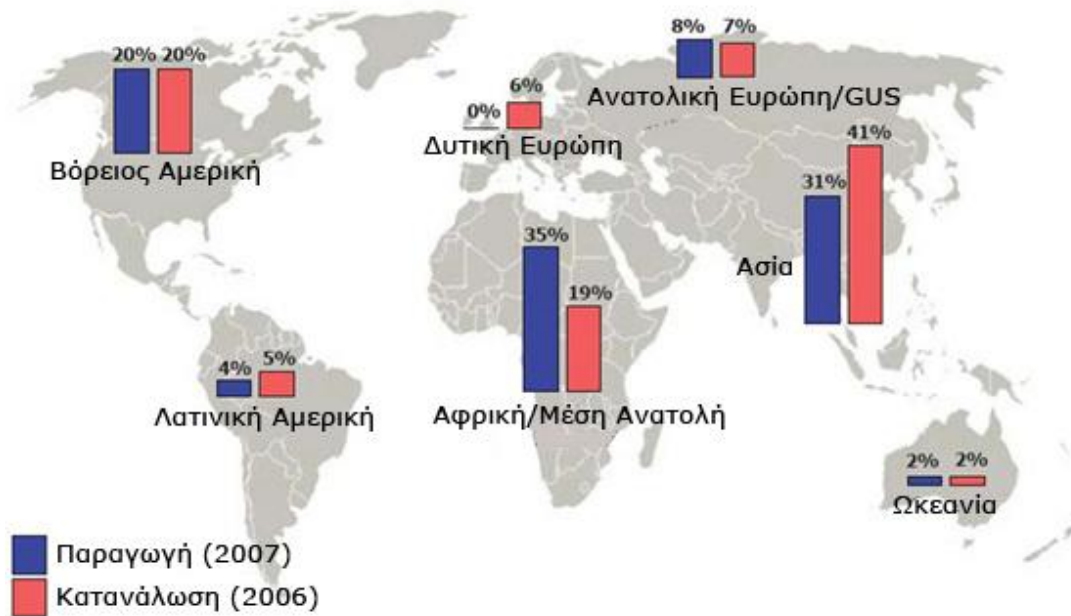 20% 20%
Βόρειος Αμερική
0% 6%
Δυτική Ευρώπη
8% 7%
Ανατολική Ευρώπη/GUS
31% 41%
Ασία
35% 19%
Αφρική/Μέση Ανατολή
4% 5%
Λατινική Αμερική
2% 2%
Ωκεανία
Παραγωγή (2007)
Κατανάλωση (2006)